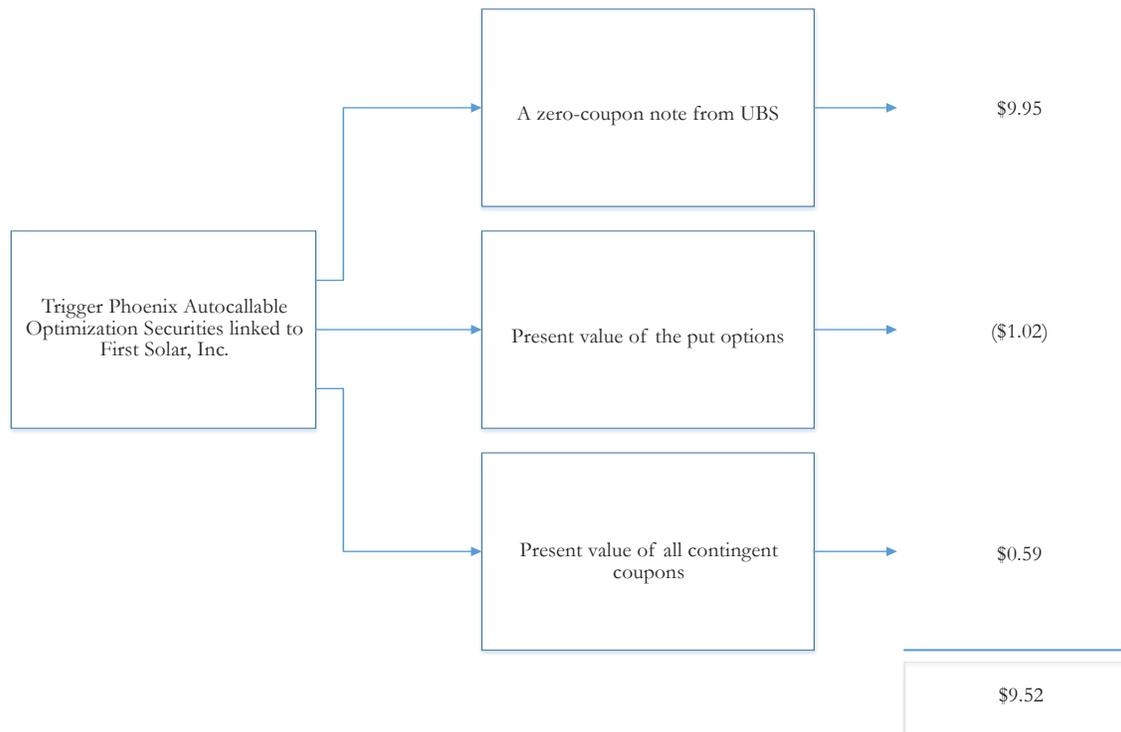 A zero-coupon note from UBS
$9.95
Trigger Phoenix Autocallable
Optimization Securities linked to
First Solar, Inc.
Present value of the put options
($1.02)
Present value of all contingent
coupons
$0.59
$9.52